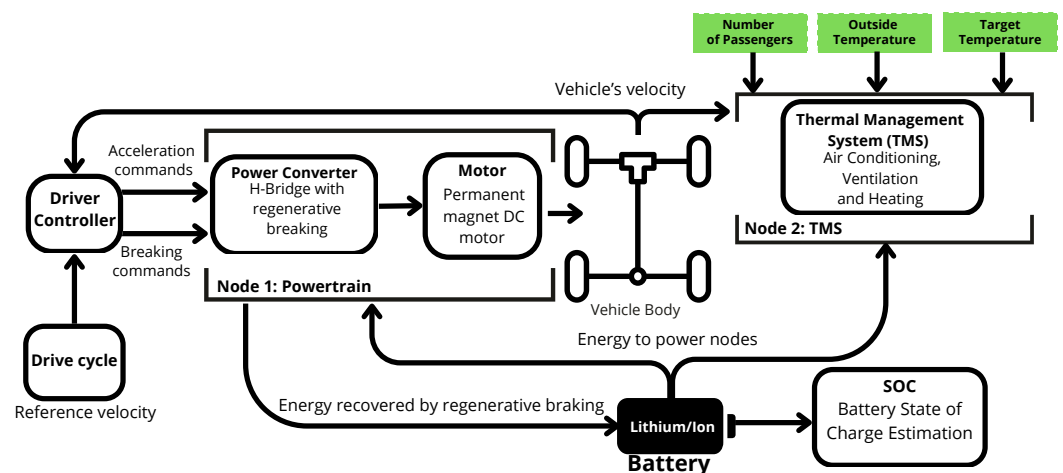 Number
of Passengers
Outside
Temperature
Target
Temperature
Vehicle's velocity
Thermal Management
System (TMS)
Air Conditioning,
Ventilation
and Heating
Node 2: TMS
Acceleration
commands
Driver
Controller
Breaking
commands
Power Converter
H-Bridge with
regenerative
breaking
Motor
Permanent
magnet DC
motor
Node 1: Powertrain
Vehicle Body
Drive cycle
Reference velocity
Energy to power nodes
Energy recovered by regenerative braking
Lithium/Ion
Battery
SOC
Battery State of
Charge Estimation